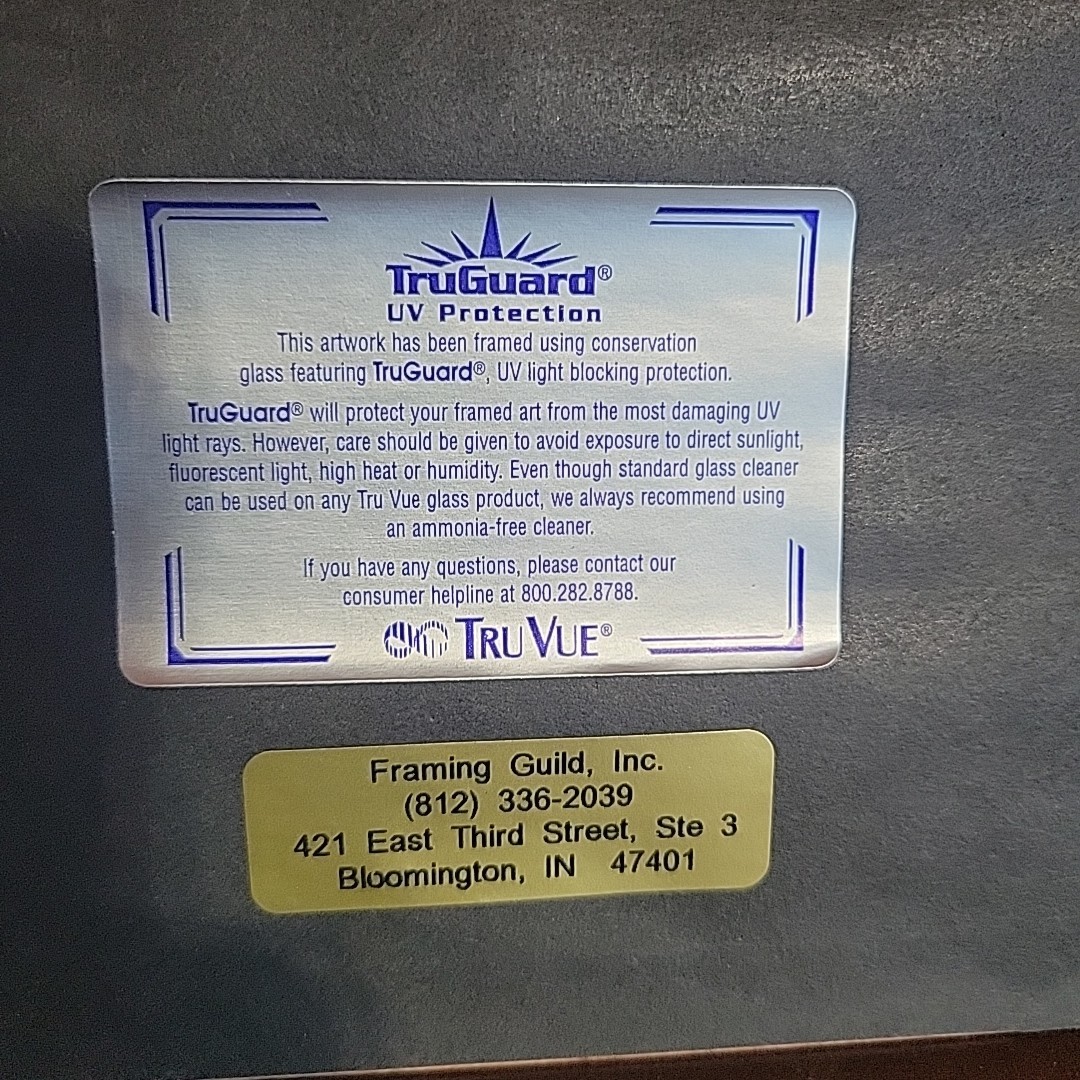 TruGuard®
UV Protection
This artwork has been framed using conservation
glass featuring TruGuard®, UV light blocking protection.
TruGuard® will protect your framed art from the most damaging UV
light rays. However, care should be given to avoid exposure to direct sunlight,
fluorescent light, high heat or humidity. Even though standard glass cleaner
can be used on any Tru Vue glass product, we always recommend using
an ammonia-free cleaner.
If you have any questions, please contact our
consumer helpline at 800.282.8788.
TRU VUE®
Framing Guild, Inc.
(812) 336-2039
421 East Third Street, Ste 3
Bloomington, IN 47401